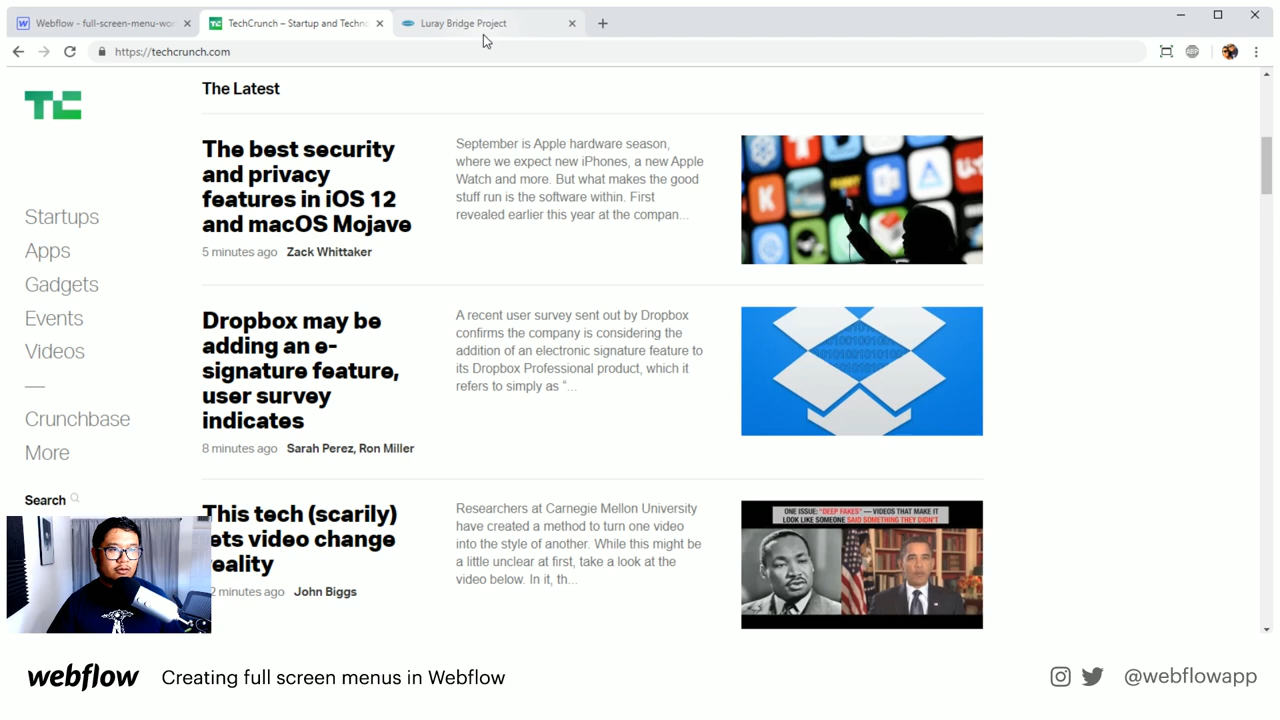 Webflow - full-screen-menu-wor
TechCrunch – Startup and Techno
Luray Bridge Project
https://techcrunch.com
The Latest
TC
Startups
Apps
Gadgets
Events
Videos
—
Crunchbase
More
Search
The best security
and privacy
features in iOS 12
and macOS Mojave
5 minutes ago Zack Whittaker
September is Apple hardware season,
where we expect new iPhones, a new Apple
Watch and more. But what makes the good
stuff run is the software within. First
revealed earlier this year at the compan...
Dropbox may be
adding an e-
signature feature,
user survey
indicates
8 minutes ago Sarah Perez, Ron Miller
A recent user survey sent out by Dropbox
confirms the company is considering the
addition of an electronic signature feature to
its Dropbox Professional product, which it
refers to simply as “...
This tech (scarily)
ets video change
eality
2 minutes ago John Biggs
Researchers at Carnegie Mellon University
have created a method to turn one video
into the style of another. While this might be
a little unclear at first, take a look at the
video below. In it, th...
ONE ISSUE: "DEEP FAKES" — VIDEOS THAT MAKE IT
LOOK LIKE SOMEONE SAID SOMETHING THEY DIDN'T
webflow
Creating full screen menus in Webflow
@webflowapp